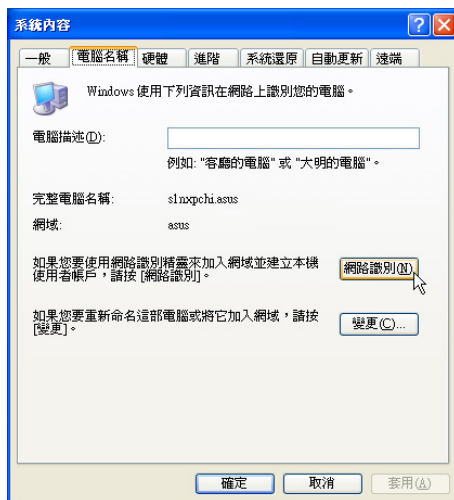 系統內容
一般 電腦名稱 硬體 進階 系統還原 自動更新 遠端
Windows 使用下列資訊在網路上識別您的電腦。
電腦描述(D):
例如: "客廳的電腦" 或 "大明的電腦"。
完整電腦名稱: s1nxpchi.asus
網域: asus
如果您要使用網路識別精靈來加入網域並建立本機
使用者帳戶，請按 [網路識別]。
網路識別(N)
如果您要重新命名這部電腦或將它加入網域，請按
[變更]。
變更(C)...
確定 取消 套用(A)